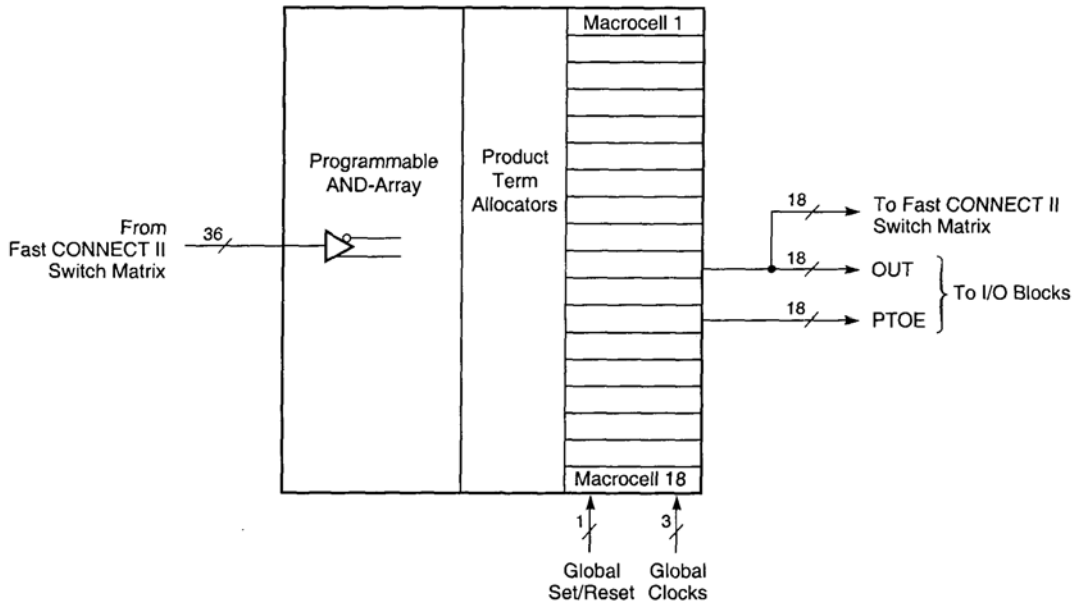 Macrocell 1
Programmable
AND-Array
Product
Term
Allocators
From
Fast CONNECT II
Switch Matrix
36
18
To Fast CONNECT II
Switch Matrix
18
OUT
To I/O Blocks
18
PTOE
Macrocell 18
1
3
Global
Set/Reset
Global
Clocks